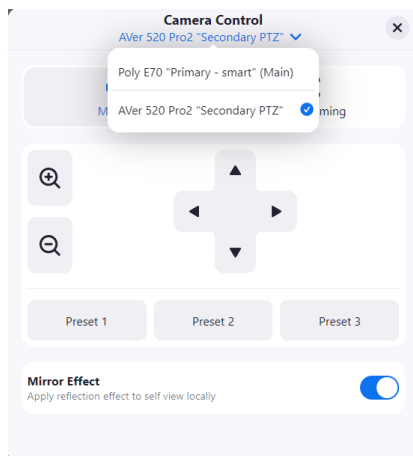 Camera Control
AVer 520 Pro2 "Secondary PTZ"
Poly E70 "Primary - smart" (Main)
AVer 520 Pro2 "Secondary PTZ"
M
ming
Preset 1
Preset 2
Preset 3
Mirror Effect
Apply reflection effect to self view locally